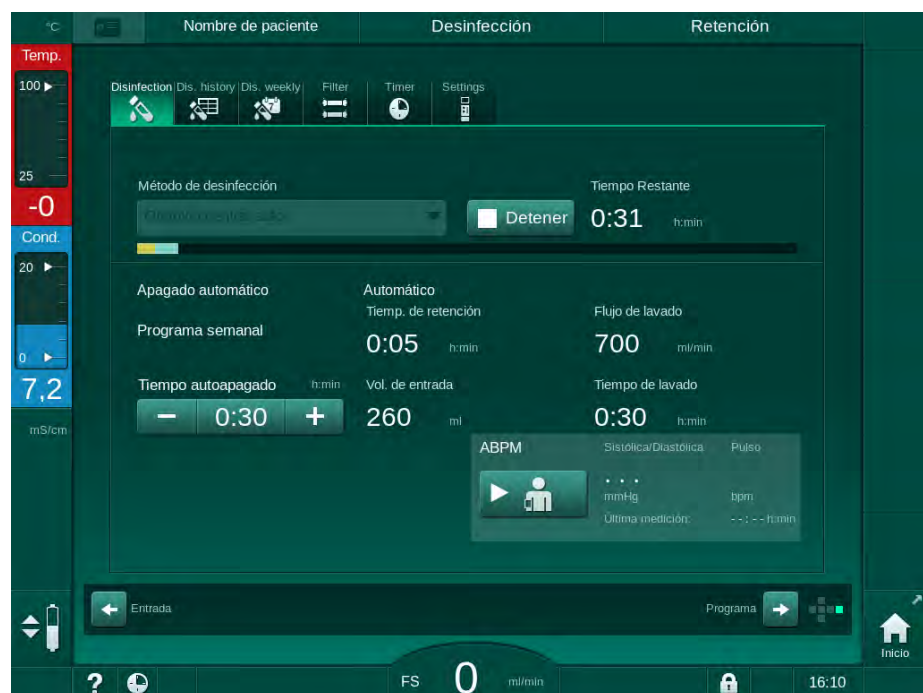 °C Nombre de paciente Desinfección Retención
Temp.
100
25
-0
Cond.
20
0
7,2
mS/cm
Disinfection Dis. history Dis. weekly Filter Timer Settings
7
Método de desinfección Tiempo Restante
Detener 0:31 h:min
Apagado automático Automático
Tiemp. de retención Flujo de lavado
Programa semanal
0:05 h:min 700 ml/min
Tiempo autoapagado h:min Vol. de entrada Tiempo de lavado
− 0:30 + 260 ml 0:30 h:min
ABPM Sistólica/Diastólica Pulso
. . .
mmHg bpm
Última medición: --:-- h:min
Entrada Programa
Inicio
? FS 0 ml/min 16:10